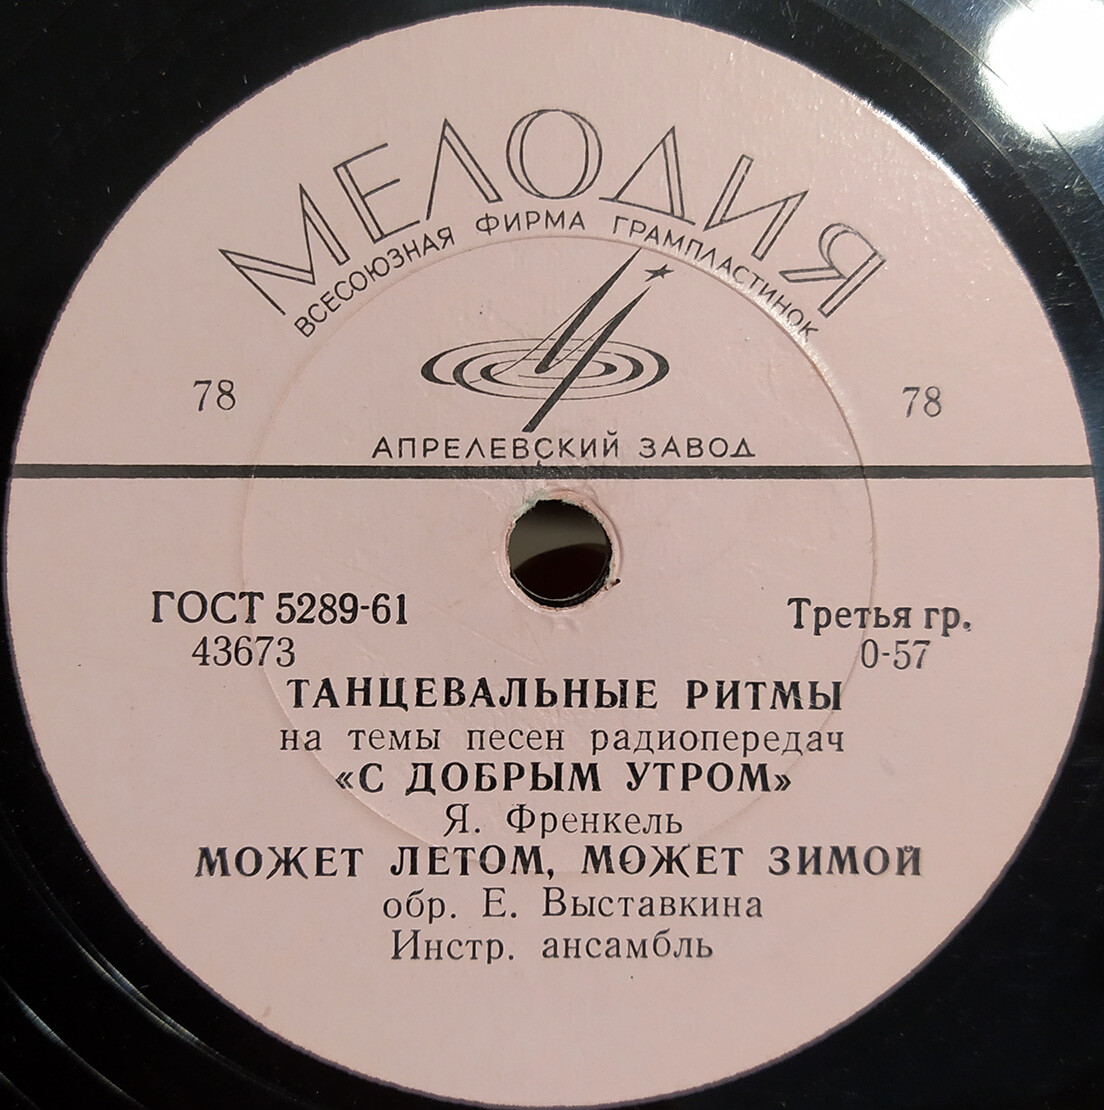 МЕЛОДИЯ
ВСЕСОЮЗНАЯ ФИРМА ГРАМПЛАСТИНОК
78 78
АПРЕЛЕВСКИЙ ЗАВОД
ГОСТ 5289-61 Третья гр.
43673 0-57
ТАНЦЕВАЛЬНЫЕ РИТМЫ
на темы песен радиопередач
«С ДОБРЫМ УТРОМ»
Я. Френкель
МОЖЕТ ЛЕТОМ, МОЖЕТ ЗИМОЙ
обр. Е. Выставкина
Инстр. ансамбль